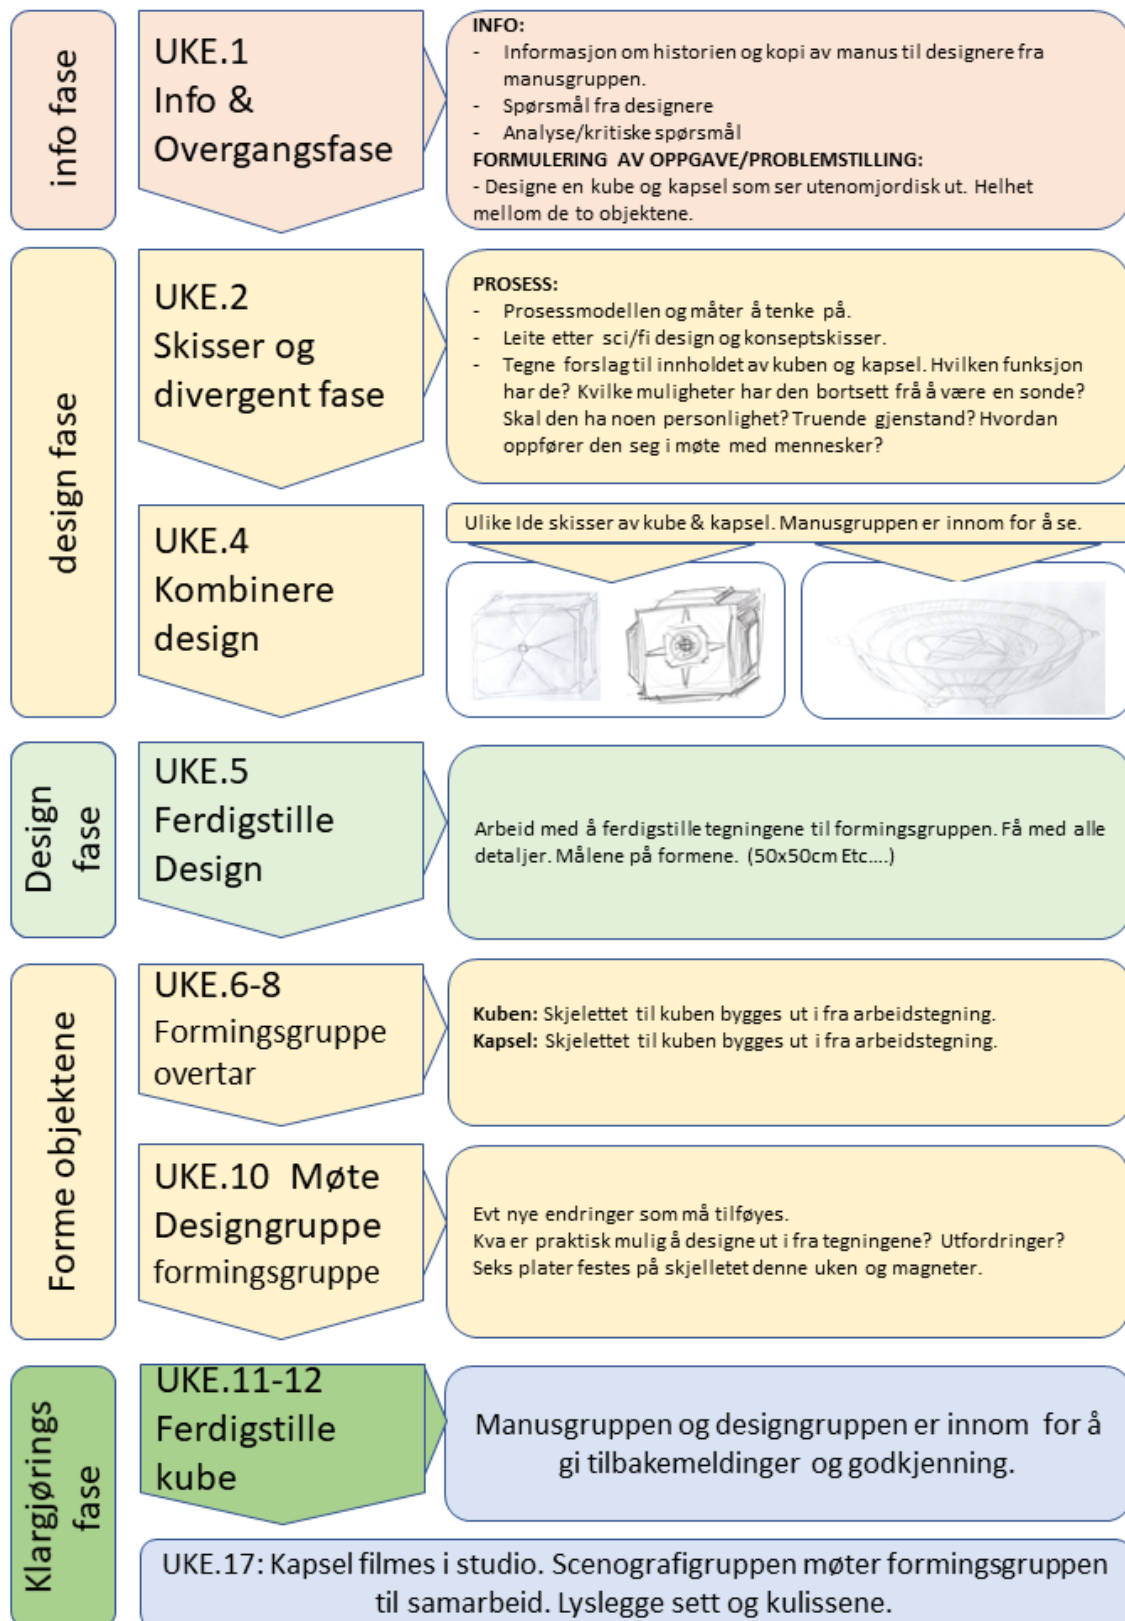 info fase
UKE.1
Info &
Overgangsfase
INFO:
- Informasjon om historien og kopi av manus til designere fra
manusgruppen.
- Spørsmål fra designere
- Analyse/kritiske spørsmål
FORMULERING AV OPPGAVE/PROBLEMSTILLING:
- Designe en kube og kapsel som ser utenomjordisk ut. Helhet
mellom de to objektene.
design fase
UKE.2
Skisser og
divergent fase
PROSESS:
- Prosessmodellen og måter å tenke på.
- Leite etter sci/fi design og konseptskisser.
- Tegne forslag til innholdet av kuben og kapsel. Hvilken funksjon
har de? Kvilke muligheter har den bortsett frå å være en sonde?
Skal den ha noen personlighet? Truende gjenstand? Hvordan
oppfører den seg i møte med mennesker?
UKE.4
Kombinere
design
Ulike Ide skisser av kube & kapsel. Manusgruppen er innom for å se.
Design
fase
UKE.5
Ferdigstille
Design
Arbeid med å ferdigstille tegningene til formingsgruppen. Få med alle
detaljer. Målene på formene. (50x50cm Etc....)
Forme objektene
UKE.6-8
Formingsgruppe
overtar
Kuben: Skjelettet til kuben bygges ut i fra arbeidstegning.
Kapsel: Skjelettet til kuben bygges ut i fra arbeidstegning.
UKE.10 Møte
Designgruppe
formingsgruppe
Evt nye endringer som må tilføyes.
Kva er praktisk mulig å designe ut i fra tegningene? Utfordringer?
Seks plater festes på skjelletet denne uken og magneter.
Klargjørings
fase
UKE.11-12
Ferdigstille
kube
Manusgruppen og designgruppen er innom for å
gi tilbakemeldinger og godkjenning.
UKE.17: Kapsel filmes i studio. Scenografigruppen møter formingsgruppen
til samarbeid. Lyslegge sett og kulissene.